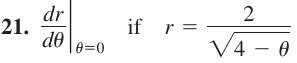 21. dr/dθ|θ=0 if r = 2/√(4 − θ)